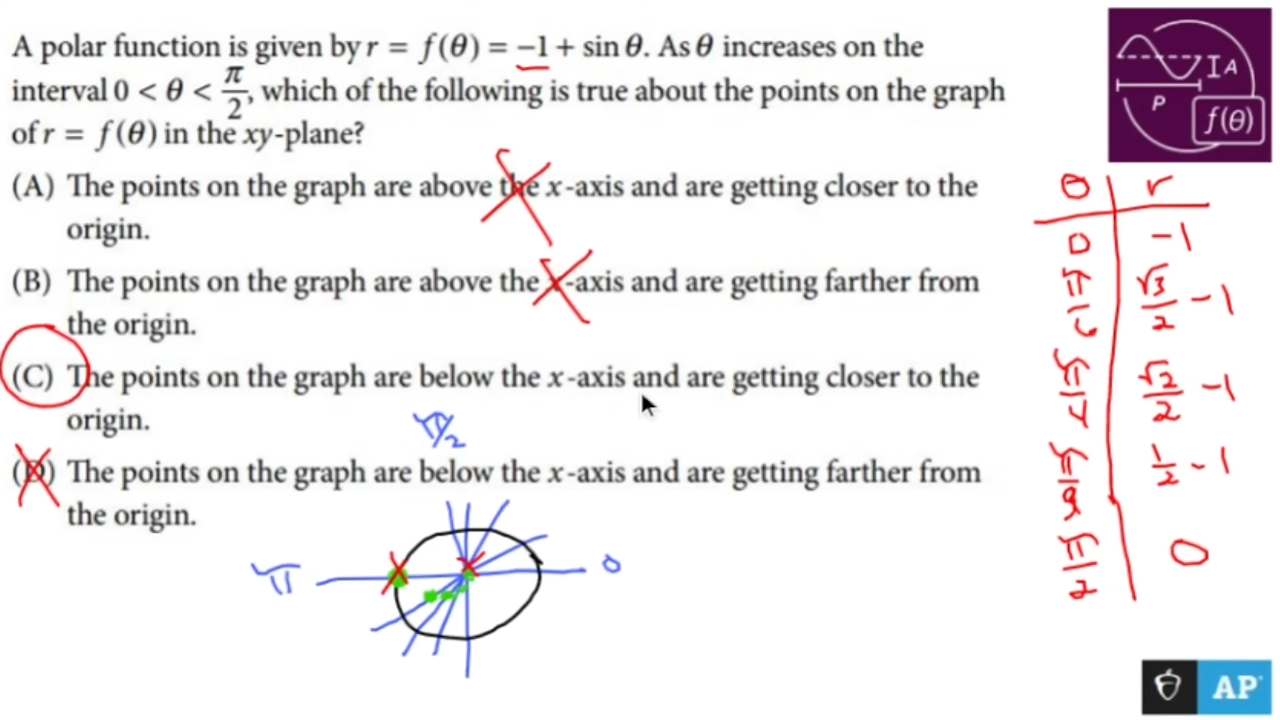 A polar function is given by r = f(θ) = −1 + sin θ. As θ increases on the
interval 0 < θ < π/2, which of the following is true about the points on the graph
of r = f(θ) in the xy-plane?
(A) The points on the graph are above the x-axis and are getting closer to the
origin.
(B) The points on the graph are above the x-axis and are getting farther from
the origin.
(C) The points on the graph are below the x-axis and are getting closer to the
origin.
(D) The points on the graph are below the x-axis and are getting farther from
the origin.
I A
P
f(θ)
θ r
0 −1
π/6 √3/2 −1
π/4 √2/2 −1
π/3 1/2 −1
π/2 0
π/2
π 0
AP